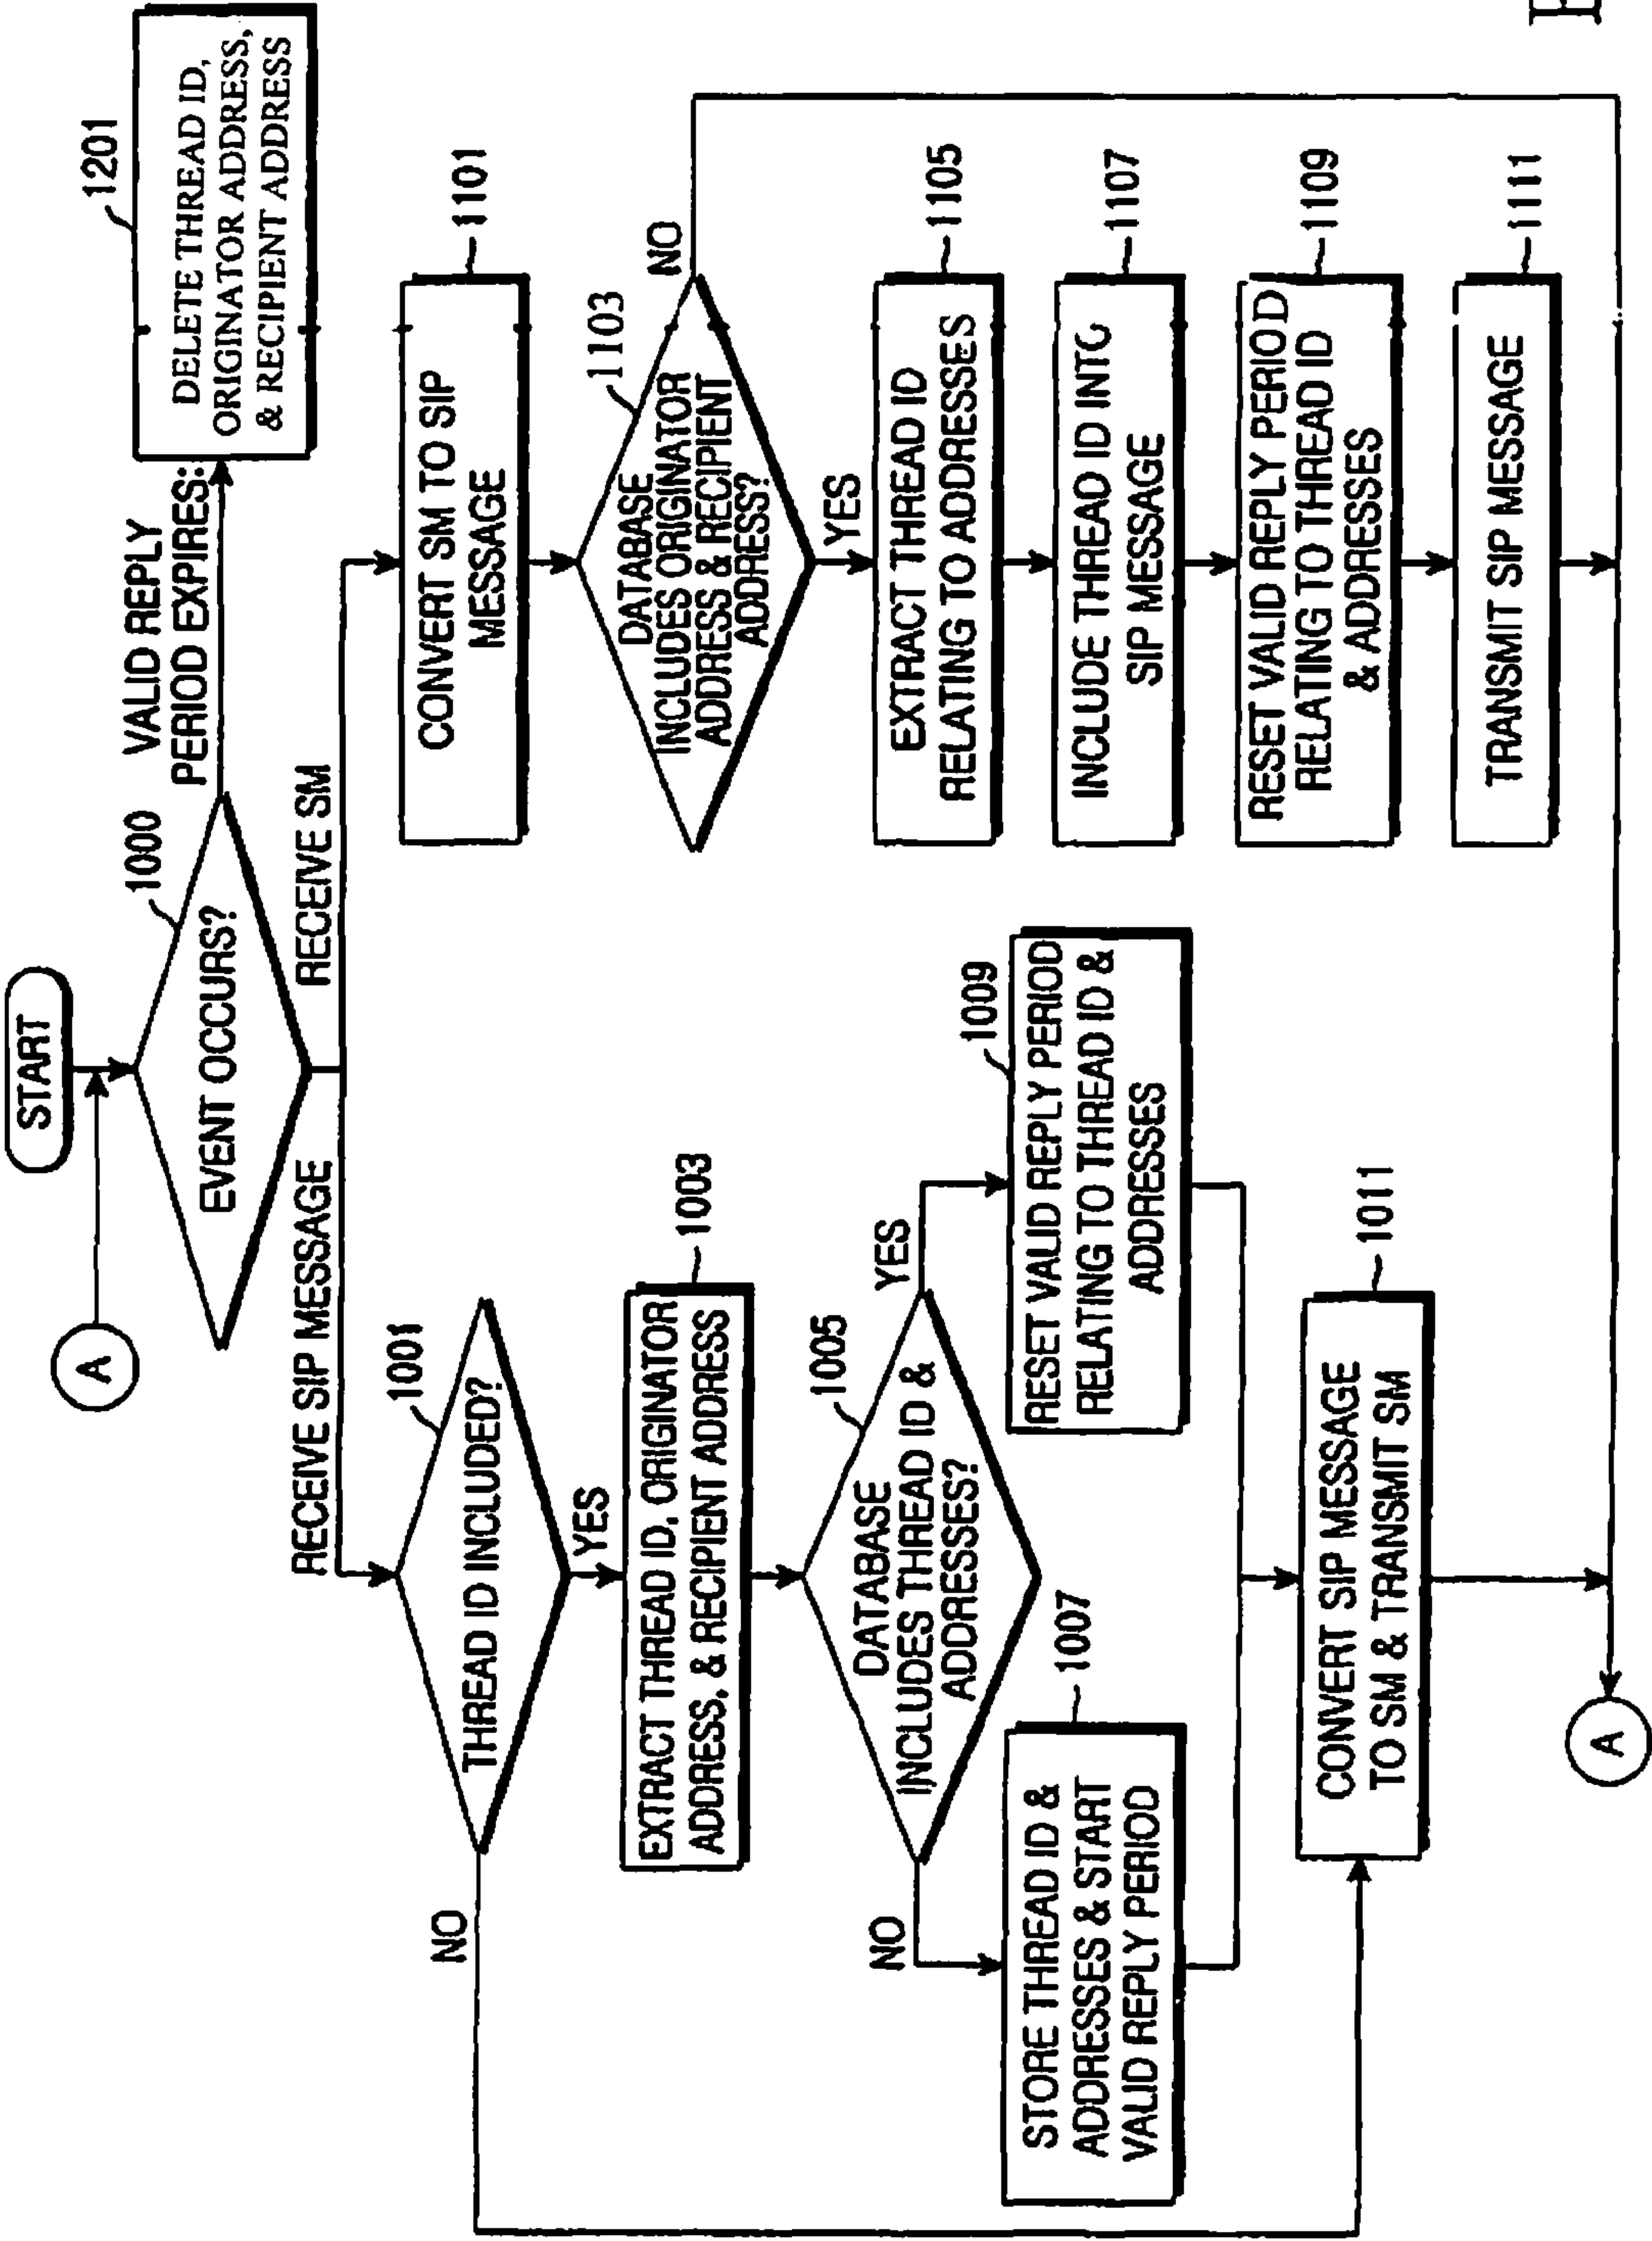 START
A
1000
EVENT OCCURS?
VALID REPLY
PERIOD EXPIRES:
1201
DELETE THREAD ID,
ORIGINATOR ADDRESS,
& RECIPIENT ADDRESS
RECEIVE SIP MESSAGE
RECEIVE SM
1001
THREAD ID INCLUDED?
NO
YES
1003
EXTRACT THREAD ID, ORIGINATOR
ADDRESS, & RECIPIENT ADDRESS
1005
DATABASE
INCLUDES THREAD ID &
ADDRESSES?
NO
YES
1007
STORE THREAD ID &
ADDRESSES & START
VALID REPLY PERIOD
1009
RESET VALID REPLY PERIOD
RELATING TO THREAD ID &
ADDRESSES
1011
CONVERT SIP MESSAGE
TO SM & TRANSMIT SM
1101
CONVERT SM TO SIP
MESSAGE
1103
DATABASE
INCLUDES ORIGINATOR
ADDRESS & RECIPIENT
ADDRESS?
NO
YES
1105
EXTRACT THREAD ID
RELATING TO ADDRESSES
1107
INCLUDE THREAD ID INTO
SIP MESSAGE
1109
RESET VALID REPLY PERIOD
RELATING TO THREAD ID
& ADDRESSES
1111
TRANSMIT SIP MESSAGE
A